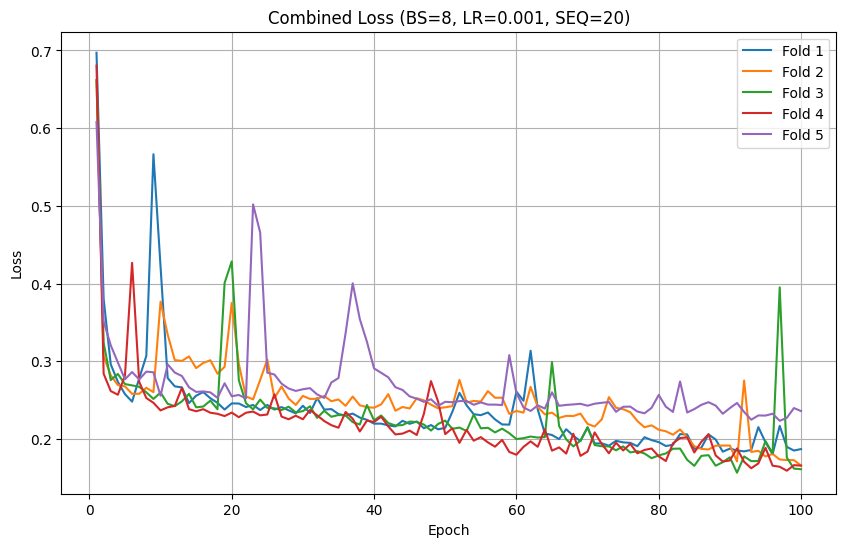 Combined Loss (BS=8, LR=0.001, SEQ=20)
Fold 1
Fold 2
Fold 3
Fold 4
Fold 5
Loss
0.7
0.6
0.5
0.4
0.3
0.2
0
20
40
60
80
100
Epoch